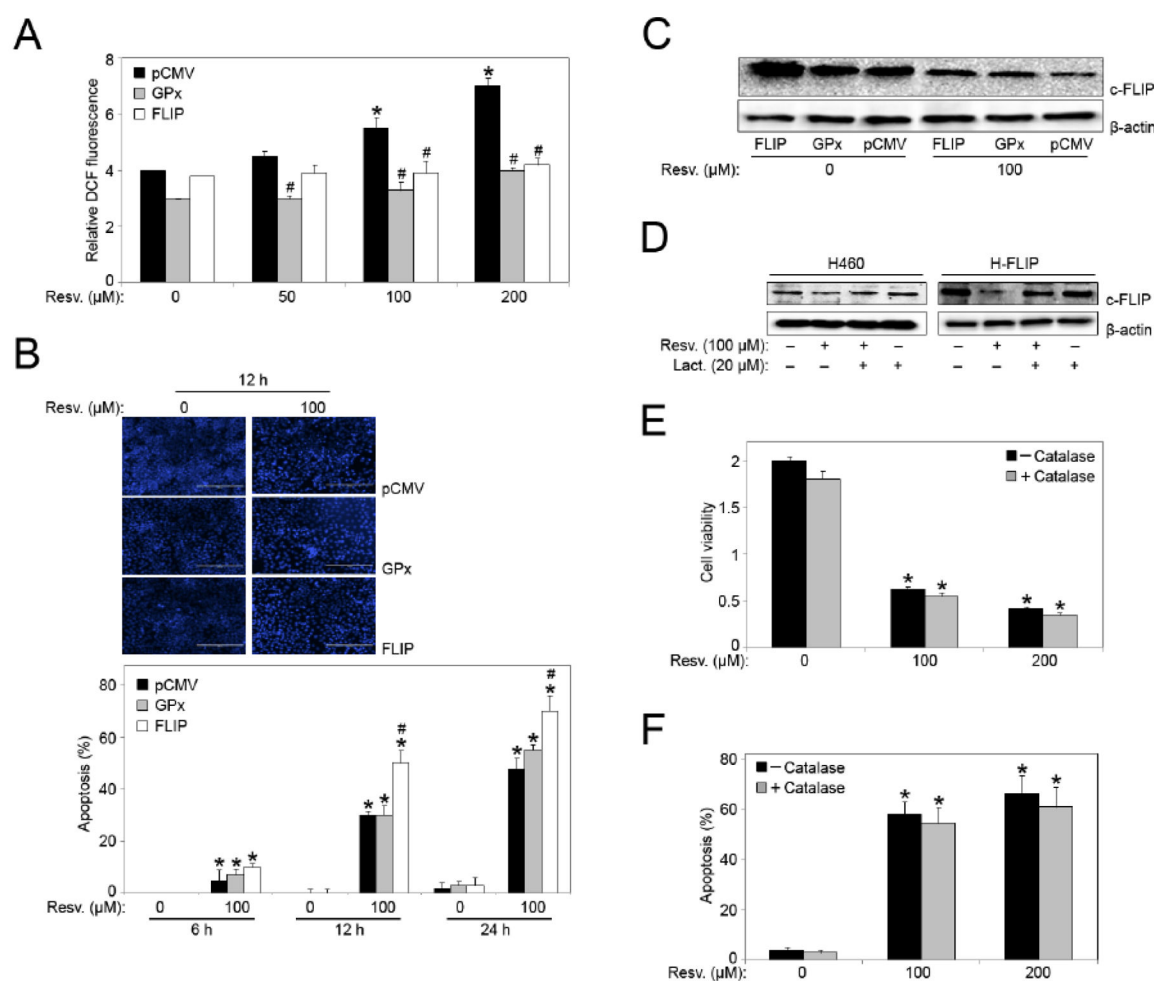 A
Relative DCF fluorescence
8
6
4
2
0
pCMV
GPx
FLIP
*
*
#
#
#
#
#
Resv. (µM): 0 50 100 200
B
12 h
Resv. (µM): 0 100
pCMV
GPx
FLIP
Apoptosis (%)
80
60
40
20
0
pCMV
GPx
FLIP
* * *
* * * #
* * * #
Resv. (µM): 0 100 0 100 0 100
6 h 12 h 24 h
C
c-FLIP
β-actin
FLIP GPx pCMV FLIP GPx pCMV
Resv. (µM): 0 100
D
H460 H-FLIP
c-FLIP
β-actin
Resv. (100 µM): – + + – – + + –
Lact. (20 µM): – – + + – – + +
E
Cell viability
2
1.5
1
0.5
0
– Catalase
+ Catalase
* * * *
Resv. (µM): 0 100 200
F
Apoptosis (%)
80
60
40
20
0
– Catalase
+ Catalase
* * * *
Resv. (µM): 0 100 200